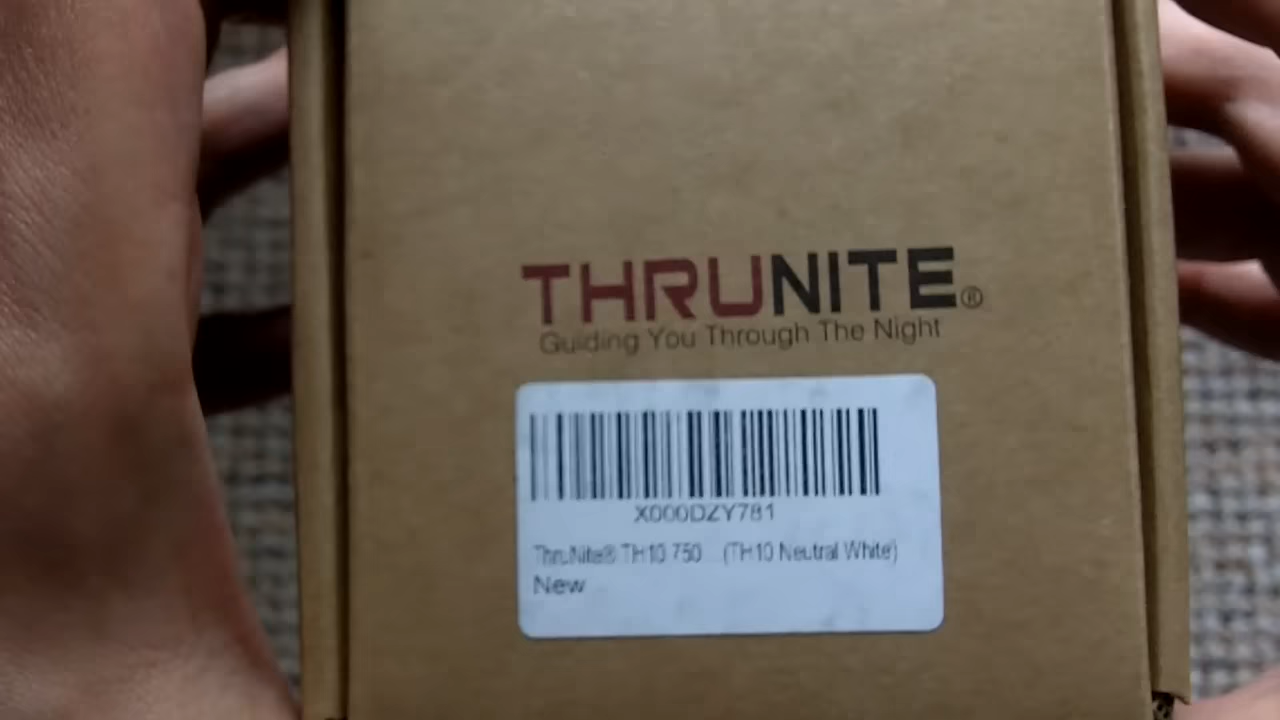 THRUNITE®
Guiding You Through The Night
X000DZY781
ThruNite® TH10 750... (TH10 Neutral White)
New